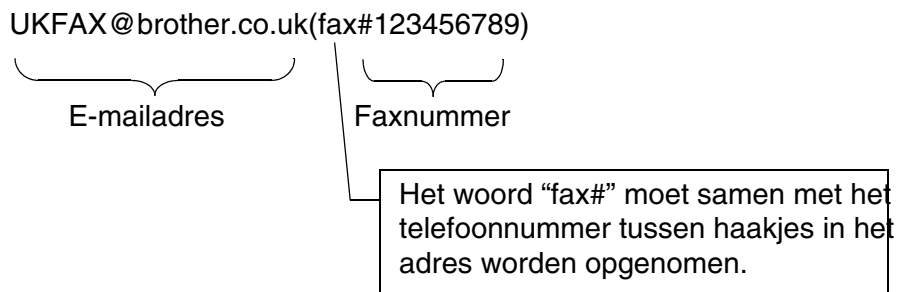 UKFAX@brother.co.uk(fax#123456789)
E-mailadres Faxnummer
Het woord “fax#” moet samen met het
telefoonnummer tussen haakjes in het
adres worden opgenomen.